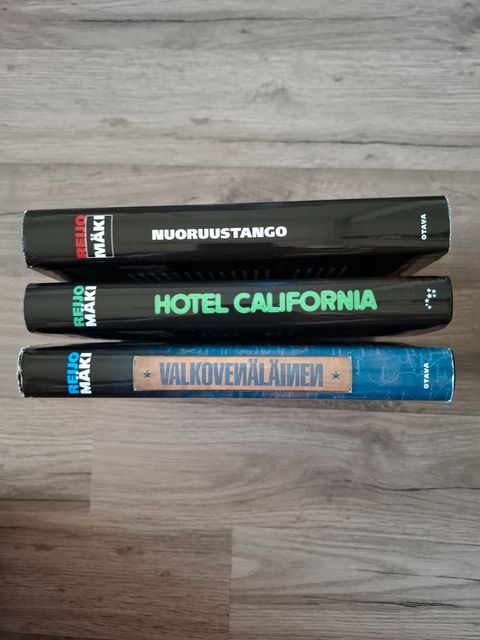 REIJO
MÄKI
NUORUUSTANGO
OTAVA
REIJO
MÄKI
HOTEL CALIFORNIA
REIJO
MÄKI
VALKOVENÄLÄINEN
OTAVA